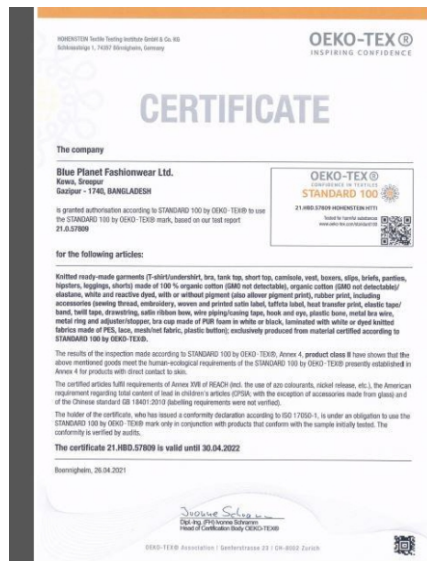 HOHENSTEIN Textile Testing Institute GmbH & Co. KG
Schlosssteige 1, 74357 Bönnigheim, Germany
OEKO-TEX®
INSPIRING CONFIDENCE
CERTIFICATE
The company
Blue Planet Fashionwear Ltd.
Kewa, Sreepur
Gazipur - 1740, BANGLADESH
is granted authorisation according to STANDARD 100 by OEKO-TEX® to use
the STANDARD 100 by OEKO-TEX® mark, based on our test report
21.0.57809
OEKO-TEX®
CONFIDENCE IN TEXTILES
STANDARD 100
21.HBD.57809 HOHENSTEIN HTTI
Tested for harmful substances
www.oeko-tex.com/standard100
for the following articles:
Knitted ready-made garments (T-shirt/undershirt, bra, tank top, short top, camisole, vest, boxers, slips, briefs, panties,
hipsters, leggings, shorts) made of 100 % organic cotton (GMO not detectable), organic cotton (GMO not detectable)/
elastane, white and reactive dyed, with or without pigment (also allover pigment print), rubber print, including
accessories (sewing thread, embroidery, woven and printed satin label, taffeta label, heat transfer print, elastic tape/
band, twill tape, drawstring, satin ribbon bow, wire piping/casing tape, hook and eye, plastic bone, metal bra wire,
metal ring and adjuster/stopper, bra cup made of PUR foam in white or black, laminated with white or dyed knitted
fabrics made of PES, lace, mesh/net fabric, plastic button); exclusively produced from material certified according to
STANDARD 100 by OEKO-TEX®.
The results of the inspection made according to STANDARD 100 by OEKO-TEX®, Annex 4, product class II have shown that the
above mentioned goods meet the human-ecological requirements of the STANDARD 100 by OEKO-TEX® presently established in
Annex 4 for products with direct contact to skin.
The certified articles fulfil requirements of Annex XVII of REACH (incl. the use of azo colourants, nickel release, etc.), the American
requirement regarding total content of lead in children's articles (CPSIA; with the exception of accessories made from glass) and
of the Chinese standard GB 18401:2010 (labelling requirements were not verified).
The holder of the certificate, who has issued a conformity declaration according to ISO 17050-1, is under an obligation to use the
STANDARD 100 by OEKO-TEX® mark only in conjunction with products that conform with the sample initially tested. The
conformity is verified by audits.
The certificate 21.HBD.57809 is valid until 30.04.2022
Boennigheim, 26.04.2021
Dipl.-Ing. (FH) Ivonne Schramm
Head of Certification Body OEKO-TEX®
OEKO-TEX® Association | Genferstrasse 23 | CH-8002 Zurich